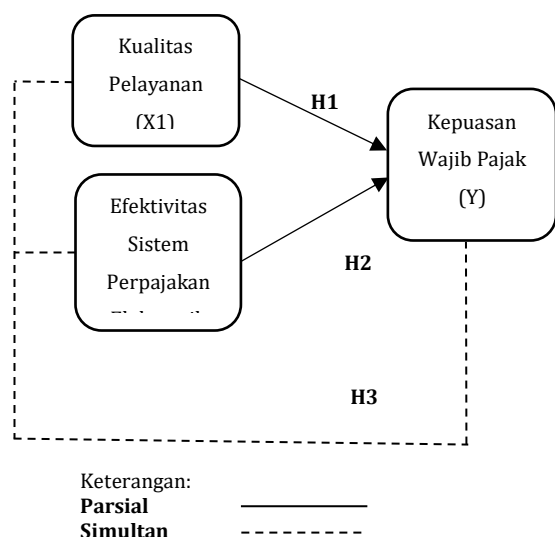 Kualitas
Pelayanan
(X1)
H1
Kepuasan
Wajib Pajak
(Y)
Efektivitas
Sistem
Perpajakan
H2
H3
Keterangan:
Parsial
Simultan